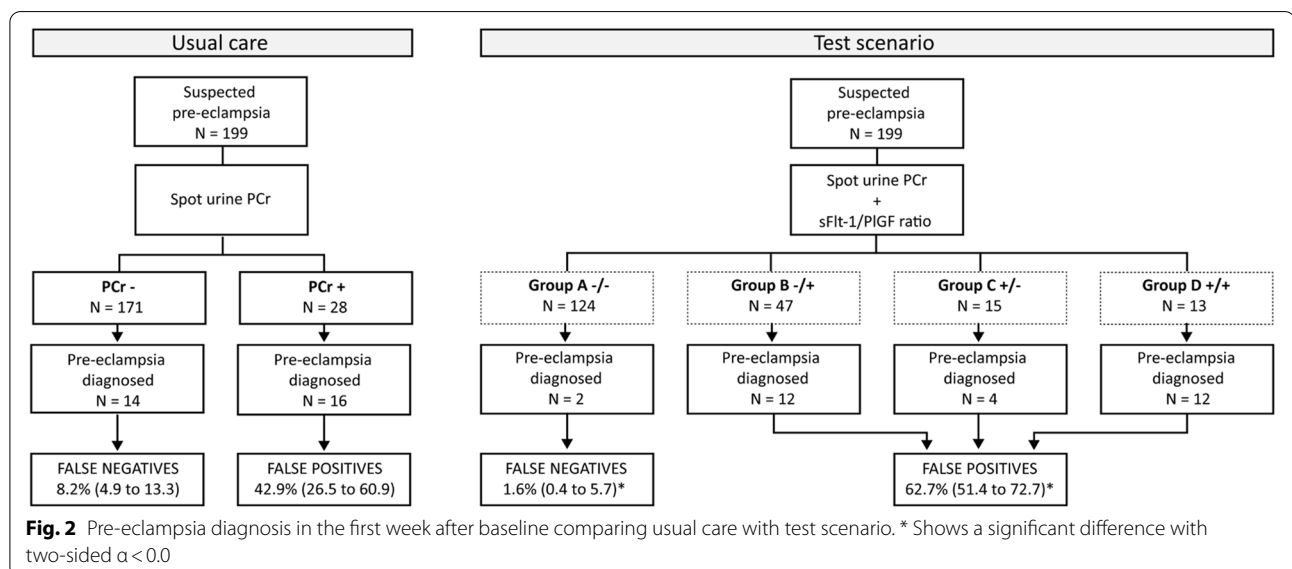 Usual care
Suspected
pre-eclampsia
N = 199
Spot urine PCr
PCr -
N = 171
PCr +
N = 28
Pre-eclampsia
diagnosed
N = 14
Pre-eclampsia
diagnosed
N = 16
FALSE NEGATIVES
8.2% (4.9 to 13.3)
FALSE POSITIVES
42.9% (26.5 to 60.9)
Test scenario
Suspected
pre-eclampsia
N = 199
Spot urine PCr
+
sFlt-1/PlGF ratio
Group A -/-
N = 124
Group B -/+
N = 47
Group C +/-
N = 15
Group D +/+
N = 13
Pre-eclampsia
diagnosed
N = 2
Pre-eclampsia
diagnosed
N = 12
Pre-eclampsia
diagnosed
N = 4
Pre-eclampsia
diagnosed
N = 12
FALSE NEGATIVES
1.6% (0.4 to 5.7)*
FALSE POSITIVES
62.7% (51.4 to 72.7)*
Fig. 2 Pre-eclampsia diagnosis in the first week after baseline comparing usual care with test scenario. * Shows a significant difference with
two-sided α < 0.0